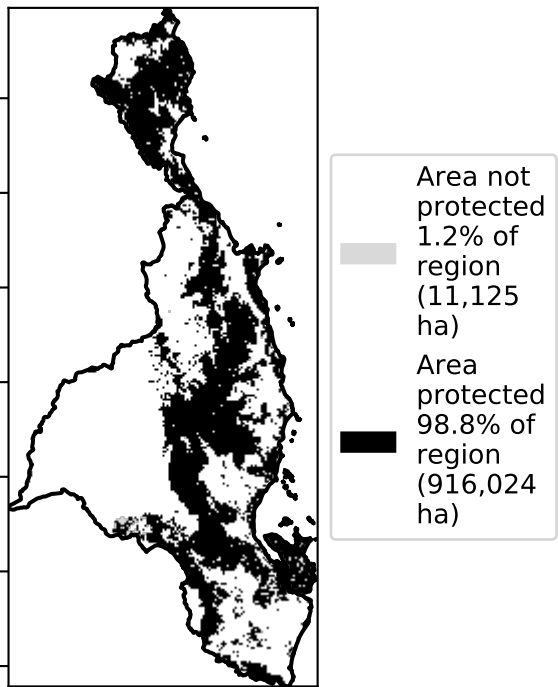 Area not
protected
1.2% of
region
(11,125
ha)
Area
protected
98.8% of
region
(916,024
ha)